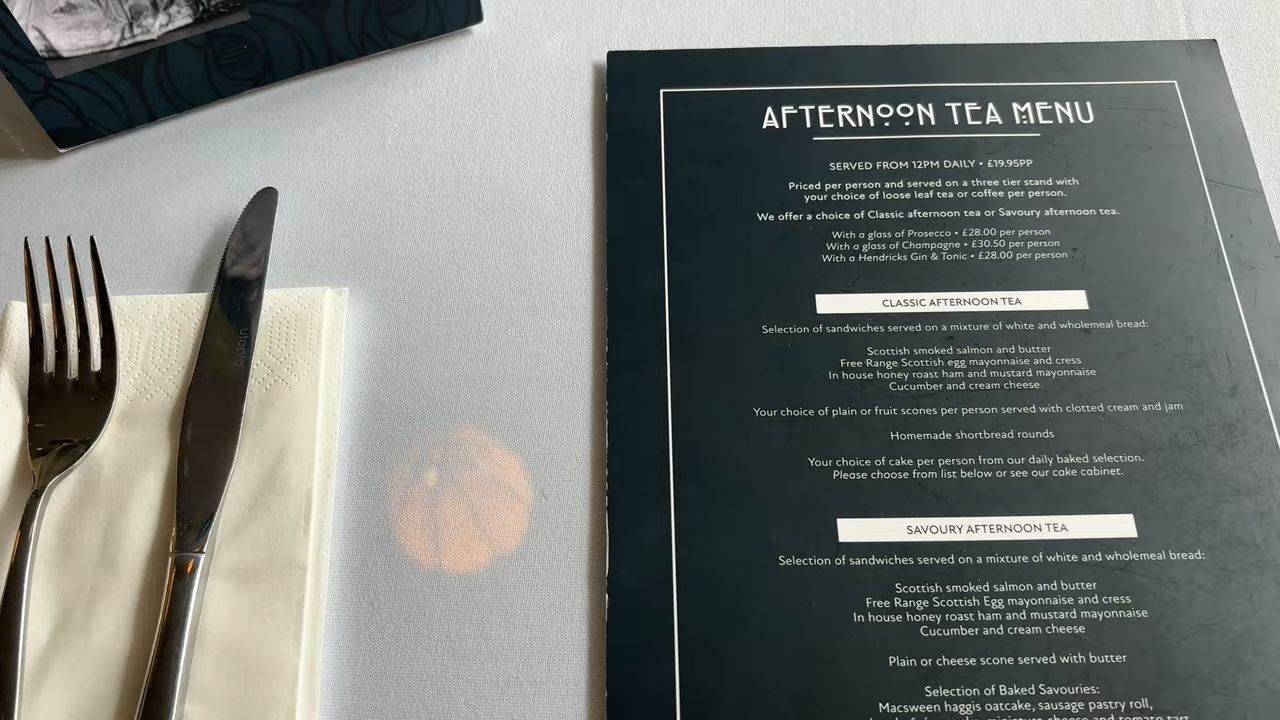 AFTERNOON TEA MENU
SERVED FROM 12PM DAILY • £19.95PP
Priced per person and served on a three tier stand with
your choice of loose leaf tea or coffee per person.
We offer a choice of Classic afternoon tea or Savoury afternoon tea.
With a glass of Prosecco • £28.00 per person
With a glass of Champagne • £30.50 per person
With a Hendricks Gin & Tonic • £28.00 per person
CLASSIC AFTERNOON TEA
Selection of sandwiches served on a mixture of white and wholemeal bread:
Scottish smoked salmon and butter
Free Range Scottish egg mayonnaise and cress
In house honey roast ham and mustard mayonnaise
Cucumber and cream cheese
Your choice of plain or fruit scones per person served with clotted cream and jam
Homemade shortbread rounds
Your choice of cake per person from our daily baked selection.
Please choose from list below or see our cake cabinet.
SAVOURY AFTERNOON TEA
Selection of sandwiches served on a mixture of white and wholemeal bread:
Scottish smoked salmon and butter
Free Range Scottish Egg mayonnaise and cress
In house honey roast ham and mustard mayonnaise
Cucumber and cream cheese
Plain or cheese scone served with butter
Selection of Baked Savouries:
Macsween haggis oatcake, sausage pastry roll,
miniature cheese and tomato tart
utopia